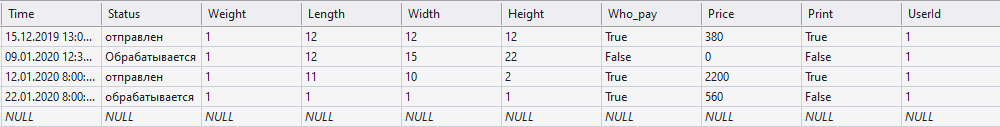 Time Status Weight Length Width Height Who_pay Price Print UserId
15.12.2019 13:0... отправлен 1 12 12 12 True 380 True 1
09.01.2020 12:3... Обрабатывается 1 12 15 22 False 0 False 1
12.01.2020 8:00:... отправлен 1 11 10 2 True 2200 True 1
22.01.2020 8:00:... обрабатывается 1 1 1 1 True 560 False 1
NULL NULL NULL NULL NULL NULL NULL NULL NULL NULL